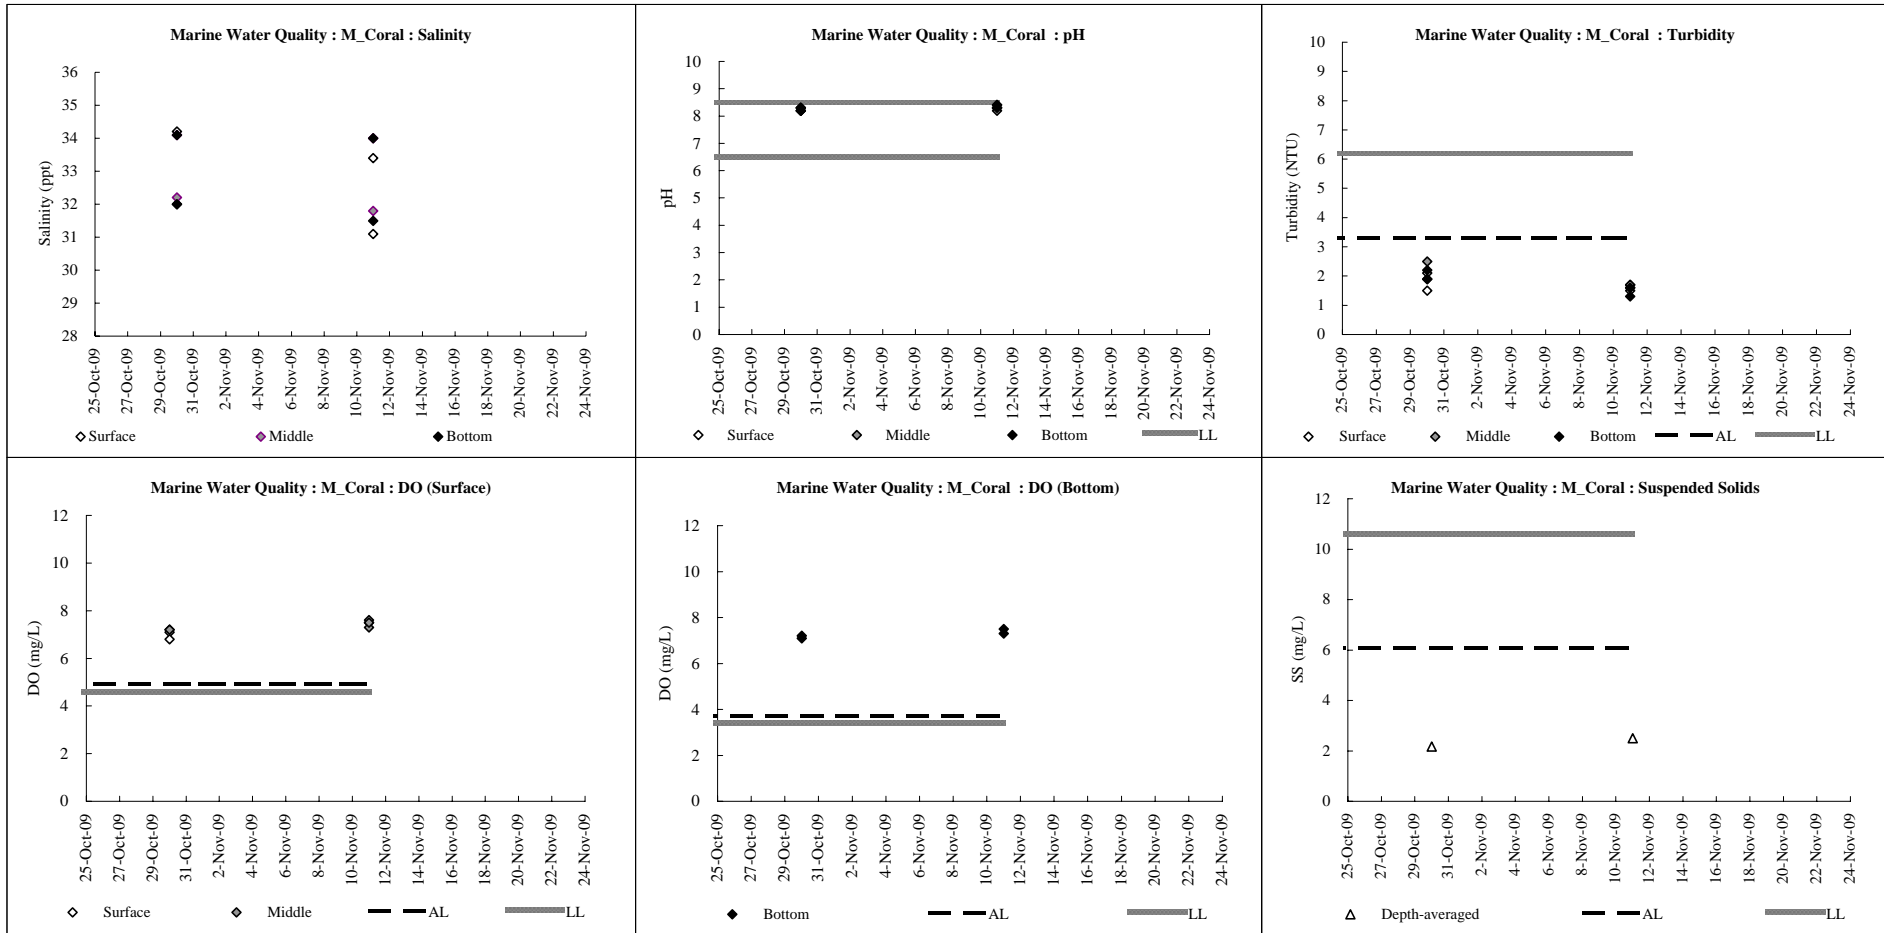 Marine Water Quality : M_Coral : Salinity
36
35
34
33
32
31
30
29
28
Salinity (ppt)
25-Oct-09
27-Oct-09
29-Oct-09
31-Oct-09
2-Nov-09
4-Nov-09
6-Nov-09
8-Nov-09
10-Nov-09
12-Nov-09
14-Nov-09
16-Nov-09
18-Nov-09
20-Nov-09
22-Nov-09
24-Nov-09
Surface Middle Bottom
Marine Water Quality : M_Coral : pH
10
9
8
7
6
5
4
3
2
1
0
pH
25-Oct-09
27-Oct-09
29-Oct-09
31-Oct-09
2-Nov-09
4-Nov-09
6-Nov-09
8-Nov-09
10-Nov-09
12-Nov-09
14-Nov-09
16-Nov-09
18-Nov-09
20-Nov-09
22-Nov-09
24-Nov-09
Surface Middle Bottom LL
Marine Water Quality : M_Coral : Turbidity
10
9
8
7
6
5
4
3
2
1
0
Turbidity (NTU)
25-Oct-09
27-Oct-09
29-Oct-09
31-Oct-09
2-Nov-09
4-Nov-09
6-Nov-09
8-Nov-09
10-Nov-09
12-Nov-09
14-Nov-09
16-Nov-09
18-Nov-09
20-Nov-09
22-Nov-09
24-Nov-09
Surface Middle Bottom AL LL
Marine Water Quality : M_Coral : DO (Surface)
12
10
8
6
4
2
0
DO (mg/L)
25-Oct-09
27-Oct-09
29-Oct-09
31-Oct-09
2-Nov-09
4-Nov-09
6-Nov-09
8-Nov-09
10-Nov-09
12-Nov-09
14-Nov-09
16-Nov-09
18-Nov-09
20-Nov-09
22-Nov-09
24-Nov-09
Surface Middle AL LL
Marine Water Quality : M_Coral : DO (Bottom)
12
10
8
6
4
2
0
DO (mg/L)
25-Oct-09
27-Oct-09
29-Oct-09
31-Oct-09
2-Nov-09
4-Nov-09
6-Nov-09
8-Nov-09
10-Nov-09
12-Nov-09
14-Nov-09
16-Nov-09
18-Nov-09
20-Nov-09
22-Nov-09
24-Nov-09
Bottom AL LL
Marine Water Quality : M_Coral : Suspended Solids
12
10
8
6
4
2
0
SS (mg/L)
25-Oct-09
27-Oct-09
29-Oct-09
31-Oct-09
2-Nov-09
4-Nov-09
6-Nov-09
8-Nov-09
10-Nov-09
12-Nov-09
14-Nov-09
16-Nov-09
18-Nov-09
20-Nov-09
22-Nov-09
24-Nov-09
Depth-averaged AL LL